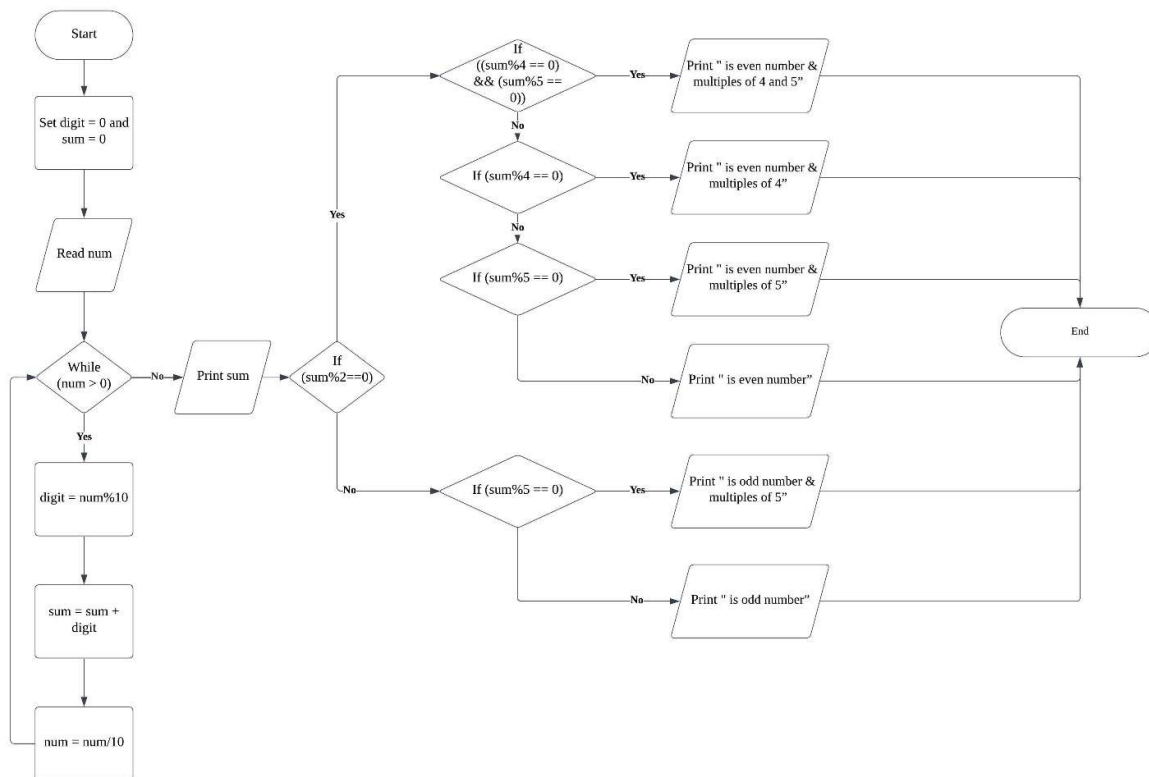 Start
Set digit = 0 and
sum = 0
Read num
While
(num > 0)
No
Yes
digit = num%10
sum = sum +
digit
num = num/10
Print sum
If
(sum%2==0)
Yes
No
If
((sum%4 == 0)
&& (sum%5 ==
0))
Yes
Print " is even number &
multiples of 4 and 5”
No
If (sum%4 == 0)
Yes
Print " is even number &
multiples of 4”
No
If (sum%5 == 0)
Yes
Print " is even number &
multiples of 5”
No
Print " is even number”
If (sum%5 == 0)
Yes
Print " is odd number &
multiples of 5”
No
Print " is odd number”
End